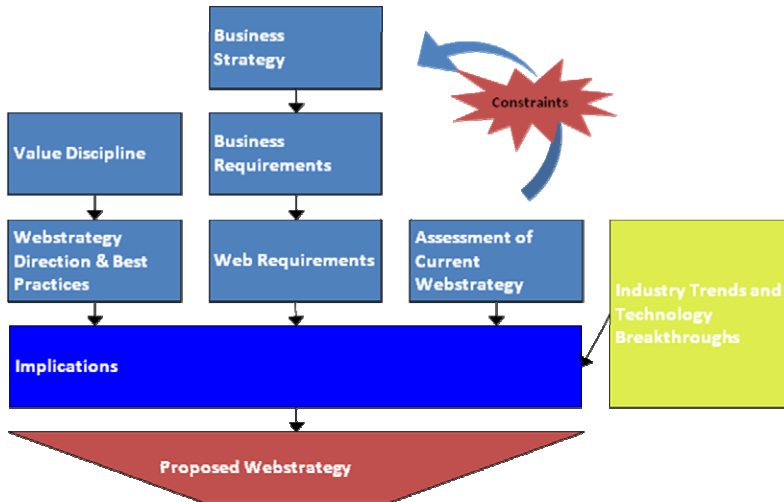 Business
Strategy
Constraints
Value Discipline
Business
Requirements
Webstrategy
Direction & Best
Practices
Web Requirements
Assessment of
Current
Webstrategy
Industry Trends and
Technology
Breakthroughs
Implications
Proposed Webstrategy